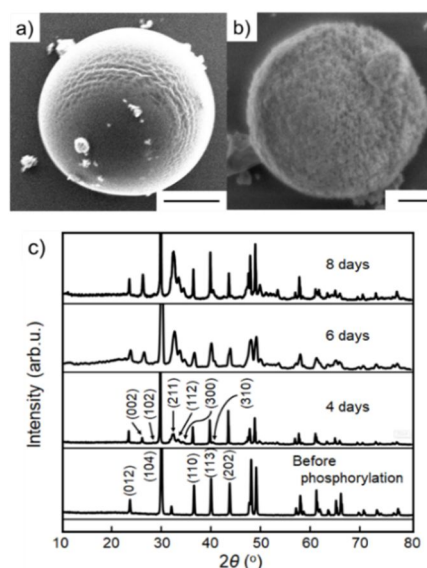 a)
b)
c)
8 days
6 days
4 days
(002)
(102)
(211)
(112)
(300)
(310)
Before
phosphorylation
(012)
(104)
(110)
(113)
(202)
Intensity (arb.u.)
10 20 30 40 50 60 70 80
2θ (°)